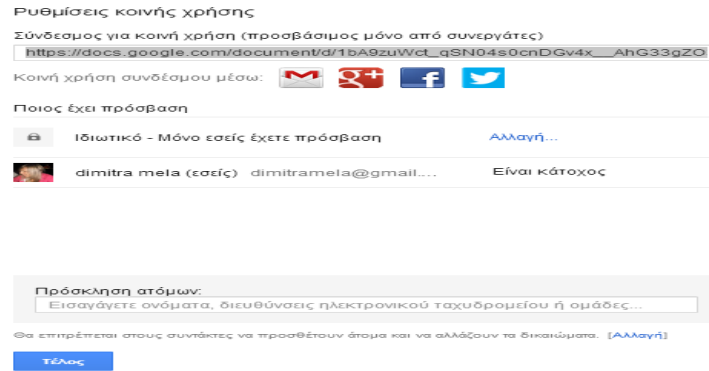 Ρυθμίσεις κοινής χρήσης
Σύνδεσμος για κοινή χρήση (προσβάσιμος μόνο από συνεργάτες)
https://docs.google.com/document/d/1bA9zuWct_qSN04s0cnDGv4x__AhG33gZO
Κοινή χρήση συνδέσμου μέσω:
Ποιος έχει πρόσβαση
Ιδιωτικό - Μόνο εσείς έχετε πρόσβαση Αλλαγή...
dimitra mela (εσείς) dimitramela@gmail.... Είναι κάτοχος
Πρόσκληση ατόμων:
Εισαγάγετε ονόματα, διευθύνσεις ηλεκτρονικού ταχυδρομείου ή ομάδες...
Θα επιτρέπεται στους συντάκτες να προσθέτουν άτομα και να αλλάζουν τα δικαιώματα. [Αλλαγή]
Τέλος